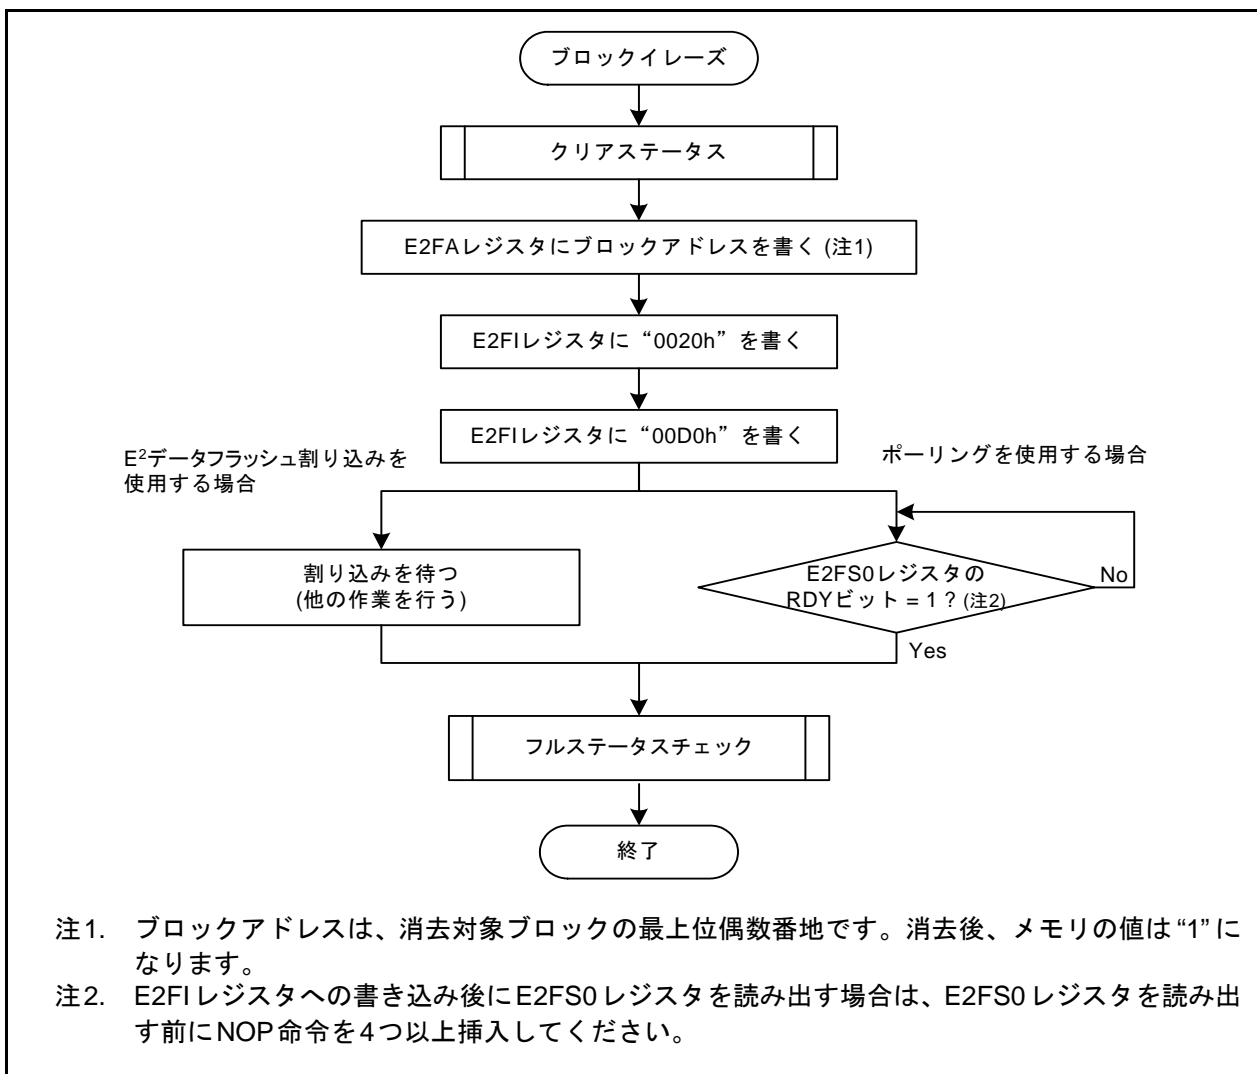 ブロックイレーズ
クリアステータス
E2FAレジスタにブロックアドレスを書く (注1)
E2FIレジスタに “0020h” を書く
E2FIレジスタに “00D0h” を書く
E²データフラッシュ割り込みを
使用する場合
ポーリングを使用する場合
割り込みを待つ
(他の作業を行う)
E2FS0レジスタの
RDYビット = 1 ? (注2)
No
Yes
フルステータスチェック
終了
注1. ブロックアドレスは、消去対象ブロックの最上位偶数番地です。消去後、メモリの値は “1” に
なります。
注2. E2FIレジスタへの書き込み後にE2FS0レジスタを読み出す場合は、E2FS0レジスタを読み出
す前にNOP命令を4つ以上挿入してください。